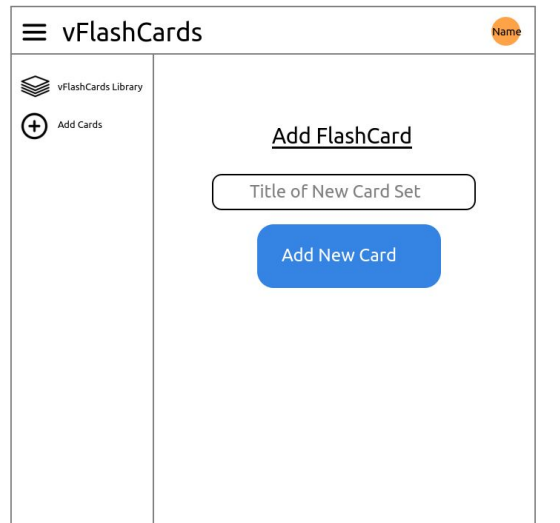 vFlashCards
Name
vFlashCards Library
Add Cards
Add FlashCard
Title of New Card Set
Add New Card